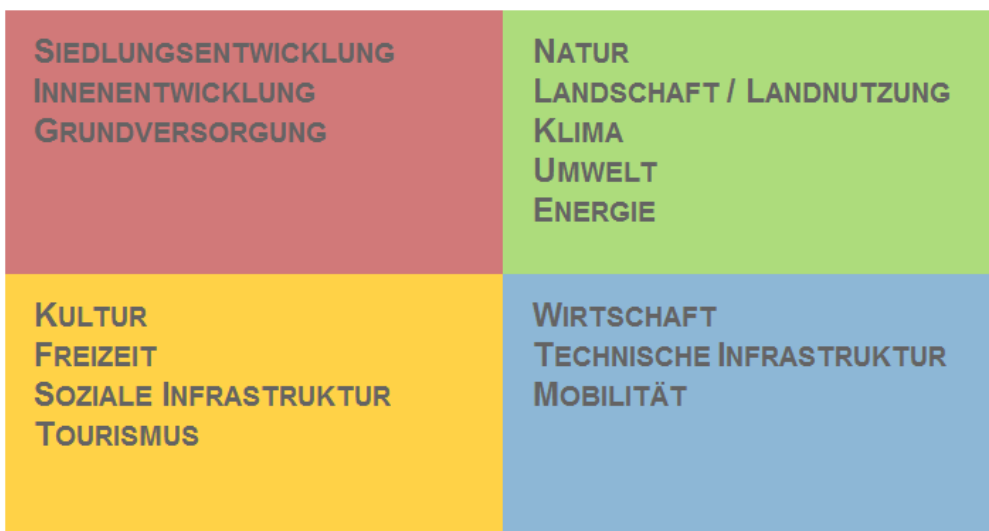 SIEDLUNGSENTWICKLUNG
INNENENTWICKLUNG
GRUNDVERSORGUNG
NATUR
LANDSCHAFT / LANDNUTZUNG
KLIMA
UMWELT
ENERGIE
KULTUR
FREIZEIT
SOZIALE INFRASTRUKTUR
TOURISMUS
WIRTSCHAFT
TECHNISCHE INFRASTRUKTUR
MOBILITÄT